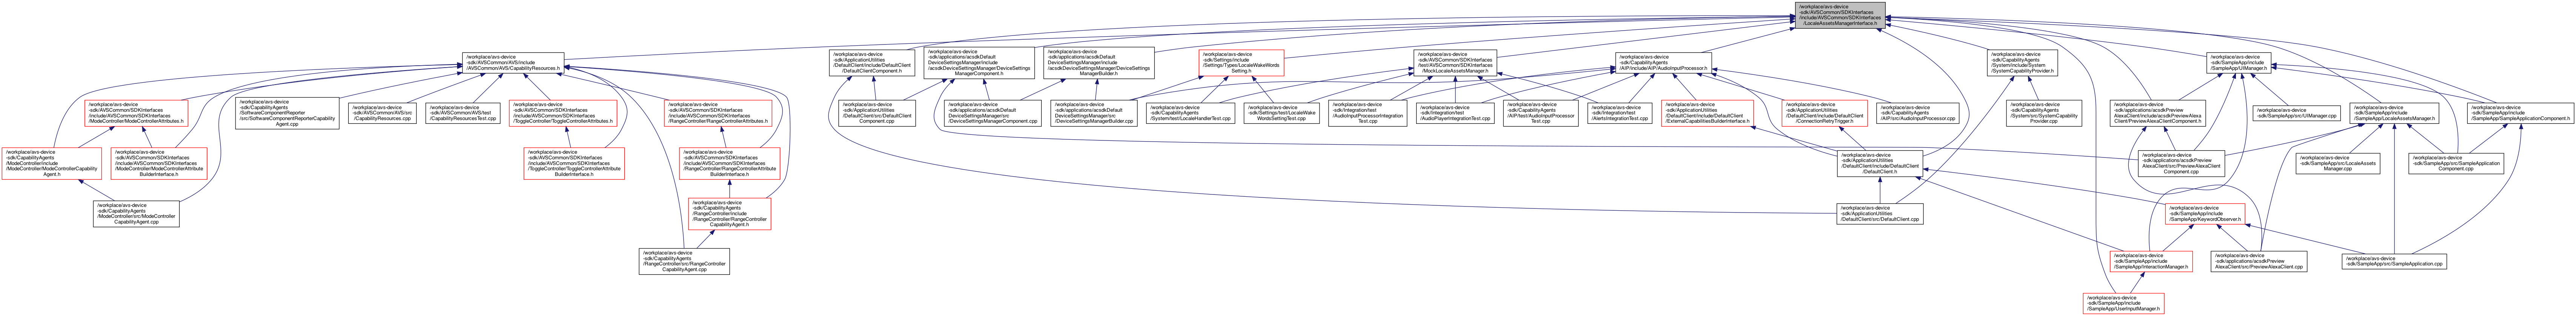 /workplace/avs-device
-sdk/AVSCommon/SDKInterfaces
/include/AVSCommon/SDKInterfaces
/LocaleAssetsManagerInterface.h
/workplace/avs-device
-sdk/AVSCommon/AVS/include
/AVSCommon/AVS/CapabilityResources.h
/workplace/avs-device
-sdk/ApplicationUtilities
/DefaultClient/include/DefaultClient
/DefaultClientComponent.h
/workplace/avs-device
-sdk/applications/acsdkDefault
DeviceSettingsManager/include
/acsdkDeviceSettingsManager/DeviceSettings
ManagerComponent.h
/workplace/avs-device
-sdk/applications/acsdkDefault
DeviceSettingsManager/include
/acsdkDeviceSettingsManager/DeviceSettings
ManagerBuilder.h
/workplace/avs-device
-sdk/Settings/include
/Settings/Types/LocaleWakeWords
Setting.h
/workplace/avs-device
-sdk/AVSCommon/SDKInterfaces
/test/AVSCommon/SDKInterfaces
/MockLocaleAssetsManager.h
/workplace/avs-device
-sdk/CapabilityAgents
/AIP/include/AIP/AudioInputProcessor.h
/workplace/avs-device
-sdk/CapabilityAgents
/System/include/System
/SystemCapabilityProvider.h
/workplace/avs-device
-sdk/SampleApp/include
/SampleApp/UIManager.h
/workplace/avs-device
-sdk/AVSCommon/SDKInterfaces
/include/AVSCommon/SDKInterfaces
/ModeController/ModeControllerAttributes.h
/workplace/avs-device
-sdk/CapabilityAgents
/SoftwareComponentReporter
/src/SoftwareComponentReporterCapability
Agent.cpp
/workplace/avs-device
-sdk/AVSCommon/AVS/src
/CapabilityResources.cpp
/workplace/avs-device
-sdk/AVSCommon/AVS/test
/CapabilityResourcesTest.cpp
/workplace/avs-device
-sdk/AVSCommon/SDKInterfaces
/include/AVSCommon/SDKInterfaces
/ToggleController/ToggleControllerAttributes.h
/workplace/avs-device
-sdk/AVSCommon/SDKInterfaces
/include/AVSCommon/SDKInterfaces
/RangeController/RangeControllerAttributes.h
/workplace/avs-device
-sdk/ApplicationUtilities
/DefaultClient/src/DefaultClient
Component.cpp
/workplace/avs-device
-sdk/applications/acsdkDefault
DeviceSettingsManager/src
/DeviceSettingsManagerComponent.cpp
/workplace/avs-device
-sdk/applications/acsdkDefault
DeviceSettingsManager/src
/DeviceSettingsManagerBuilder.cpp
/workplace/avs-device
-sdk/CapabilityAgents
/System/test/LocaleHandlerTest.cpp
/workplace/avs-device
-sdk/Settings/test/LocaleWake
WordsSettingTest.cpp
/workplace/avs-device
-sdk/Integration/test
/AudioInputProcessorIntegration
Test.cpp
/workplace/avs-device
-sdk/Integration/test
/AudioPlayerIntegrationTest.cpp
/workplace/avs-device
-sdk/CapabilityAgents
/AIP/test/AudioInputProcessor
Test.cpp
/workplace/avs-device
-sdk/Integration/test
/AlertsIntegrationTest.cpp
/workplace/avs-device
-sdk/ApplicationUtilities
/DefaultClient/include/DefaultClient
/ExternalCapabilitiesBuilderInterface.h
/workplace/avs-device
-sdk/ApplicationUtilities
/DefaultClient/include/DefaultClient
/ConnectionRetryTrigger.h
/workplace/avs-device
-sdk/CapabilityAgents
/AIP/src/AudioInputProcessor.cpp
/workplace/avs-device
-sdk/CapabilityAgents
/System/src/SystemCapability
Provider.cpp
/workplace/avs-device
-sdk/applications/acsdkPreview
AlexaClient/include/acsdkPreviewAlexa
Client/PreviewAlexaClientComponent.h
/workplace/avs-device
-sdk/SampleApp/src/UIManager.cpp
/workplace/avs-device
-sdk/SampleApp/include
/SampleApp/LocaleAssetsManager.h
/workplace/avs-device
-sdk/SampleApp/include
/SampleApp/SampleApplicationComponent.h
/workplace/avs-device
-sdk/CapabilityAgents
/ModeController/include
/ModeController/ModeControllerCapability
Agent.h
/workplace/avs-device
-sdk/AVSCommon/SDKInterfaces
/include/AVSCommon/SDKInterfaces
/ModeController/ModeControllerAttribute
BuilderInterface.h
/workplace/avs-device
-sdk/AVSCommon/SDKInterfaces
/include/AVSCommon/SDKInterfaces
/ToggleController/ToggleControllerAttribute
BuilderInterface.h
/workplace/avs-device
-sdk/AVSCommon/SDKInterfaces
/include/AVSCommon/SDKInterfaces
/RangeController/RangeControllerAttribute
BuilderInterface.h
/workplace/avs-device
-sdk/ApplicationUtilities
/DefaultClient/include/DefaultClient
/DefaultClient.h
/workplace/avs-device
-sdk/applications/acsdkPreview
AlexaClient/src/PreviewAlexaClient
Component.cpp
/workplace/avs-device
-sdk/SampleApp/src/LocaleAssets
Manager.cpp
/workplace/avs-device
-sdk/SampleApp/src/SampleApplication
Component.cpp
/workplace/avs-device
-sdk/CapabilityAgents
/ModeController/src/ModeController
CapabilityAgent.cpp
/workplace/avs-device
-sdk/CapabilityAgents
/RangeController/include
/RangeController/RangeController
CapabilityAgent.h
/workplace/avs-device
-sdk/ApplicationUtilities
/DefaultClient/src/DefaultClient.cpp
/workplace/avs-device
-sdk/SampleApp/include
/SampleApp/KeywordObserver.h
/workplace/avs-device
-sdk/CapabilityAgents
/RangeController/src/RangeController
CapabilityAgent.cpp
/workplace/avs-device
-sdk/SampleApp/include
/SampleApp/InteractionManager.h
/workplace/avs-device
-sdk/applications/acsdkPreview
AlexaClient/src/PreviewAlexaClient.cpp
/workplace/avs-device
-sdk/SampleApp/src/SampleApplication.cpp
/workplace/avs-device
-sdk/SampleApp/include
/SampleApp/UserInputManager.h